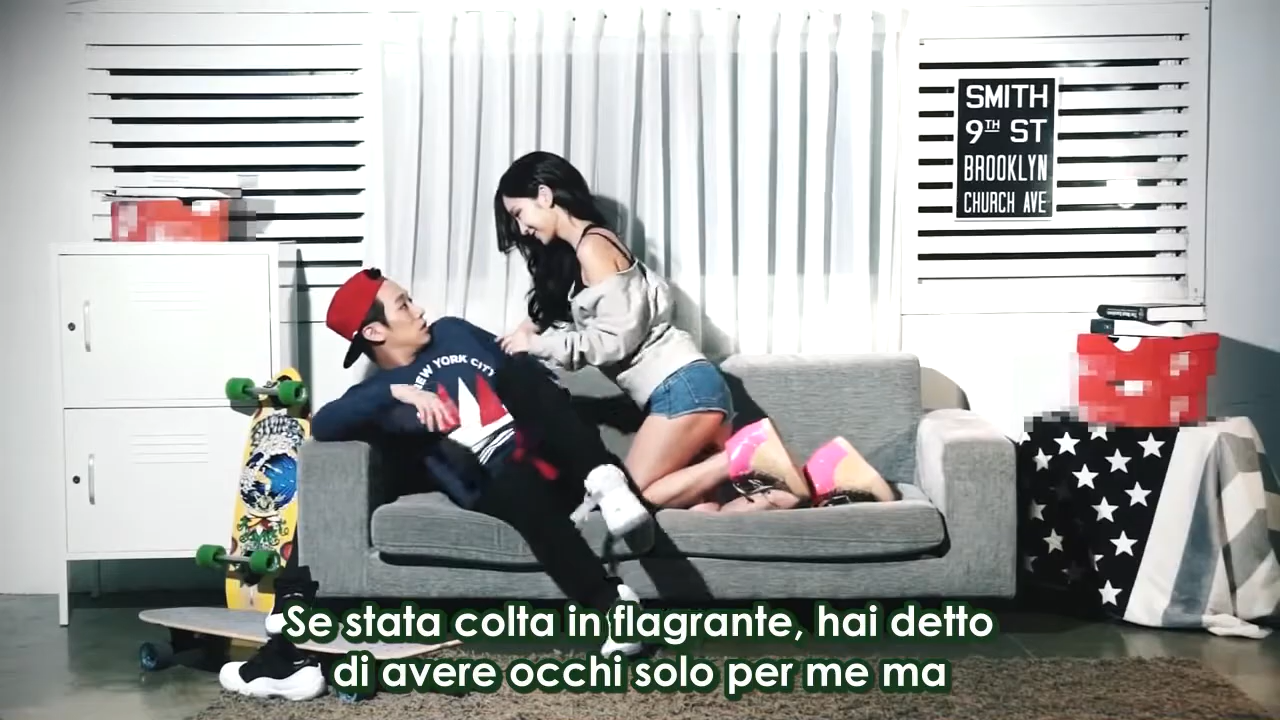 SMITH
9TH ST
BROOKLYN
CHURCH AVE
NEW YORK CITY
Se stata colta in flagrante, hai detto
di avere occhi solo per me ma